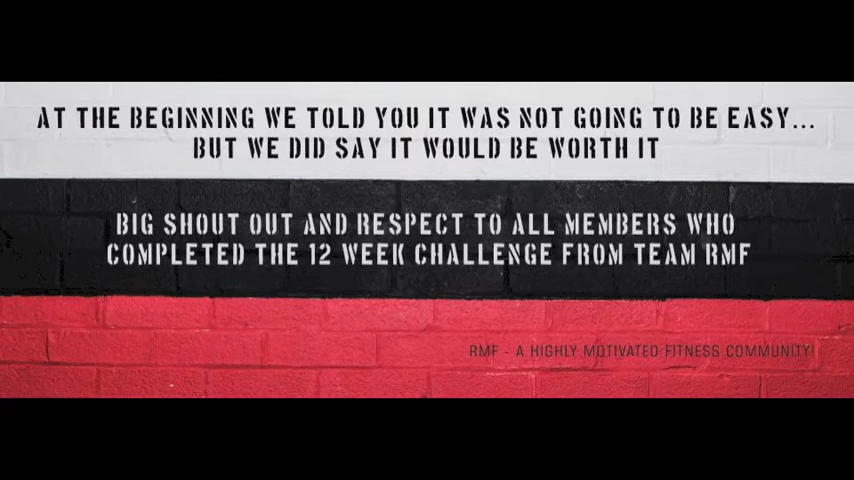 AT THE BEGINNING WE TOLD YOU IT WAS NOT GOING TO BE EASY...
BUT WE DID SAY IT WOULD BE WORTH IT
BIG SHOUT OUT AND RESPECT TO ALL MEMBERS WHO
COMPLETED THE 12 WEEK CHALLENGE FROM TEAM RMF
RMF - A HIGHLY MOTIVATED FITNESS COMMUNITY!